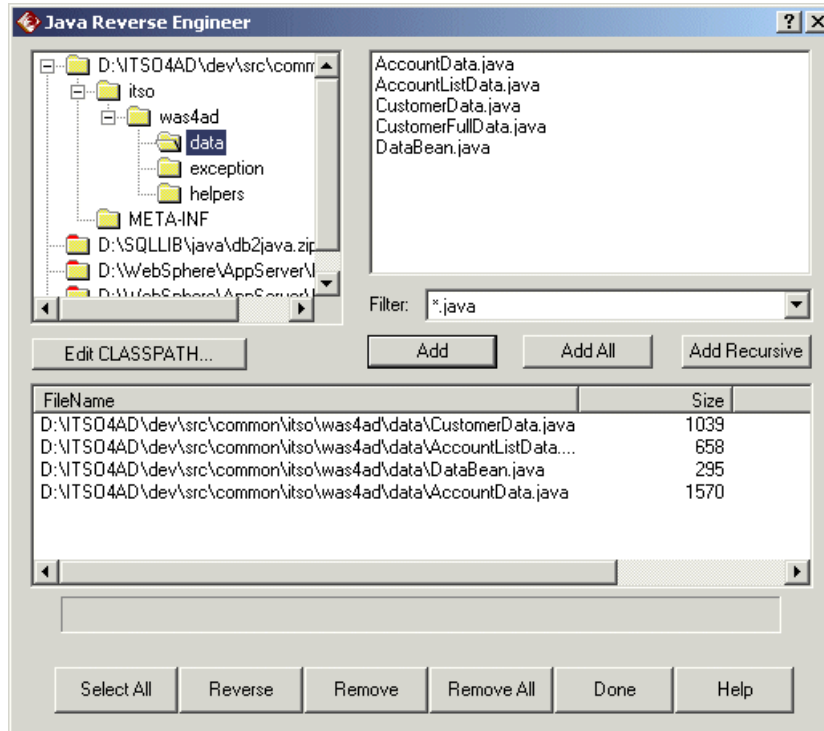 Java Reverse Engineer
D:\ITSO4AD\dev\src\comm
itso
was4ad
data
exception
helpers
META-INF
D:\SQLLIB\java\db2java.zip
D:\WebSphere\AppServer\l
D:\WebSphere\AppServer\
AccountData.java
AccountListData.java
CustomerData.java
CustomerFullData.java
DataBean.java
Filter: *.java
Edit CLASSPATH... Add Add All Add Recursive
FileName Size
D:\ITSO4AD\dev\src\common\itso\was4ad\data\CustomerData.java 1039
D:\ITSO4AD\dev\src\common\itso\was4ad\data\AccountListData.... 658
D:\ITSO4AD\dev\src\common\itso\was4ad\data\DataBean.java 295
D:\ITSO4AD\dev\src\common\itso\was4ad\data\AccountData.java 1570
Select All Reverse Remove Remove All Done Help